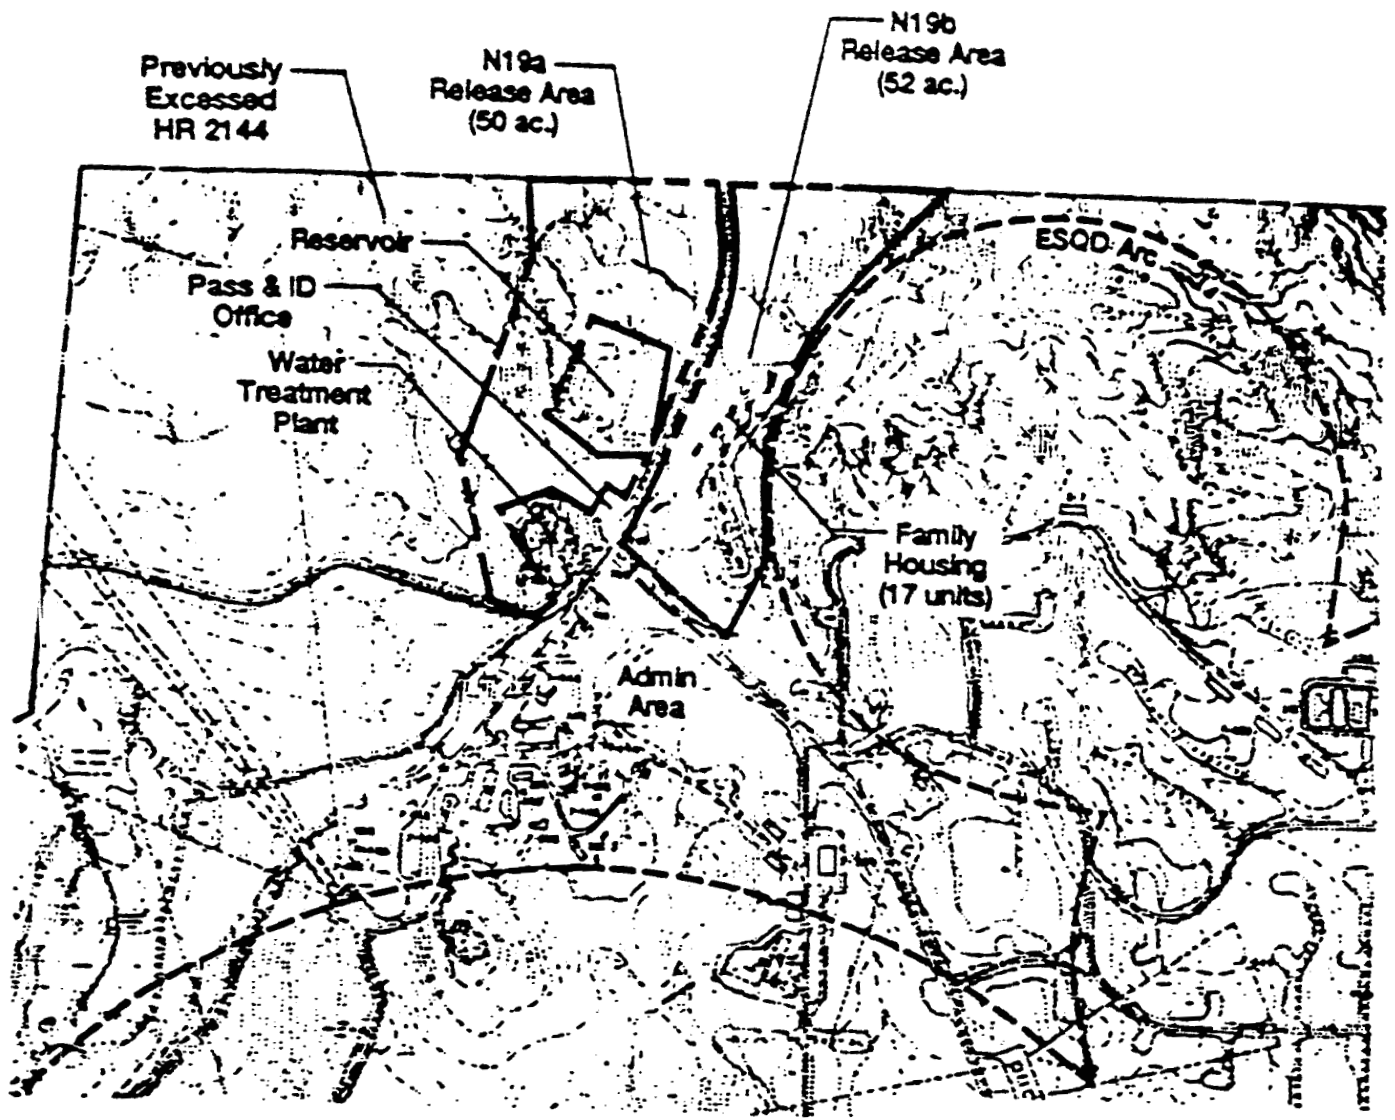 N19b
Release Area
(52 ac.)
N19a
Release Area
(50 ac.)
Previously
Excessed
HR 2144
Reservoir
ESQD Arc
Pass & ID
Office
Water
Treatment
Plant
Family
Housing
(17 units)
Admin
Area